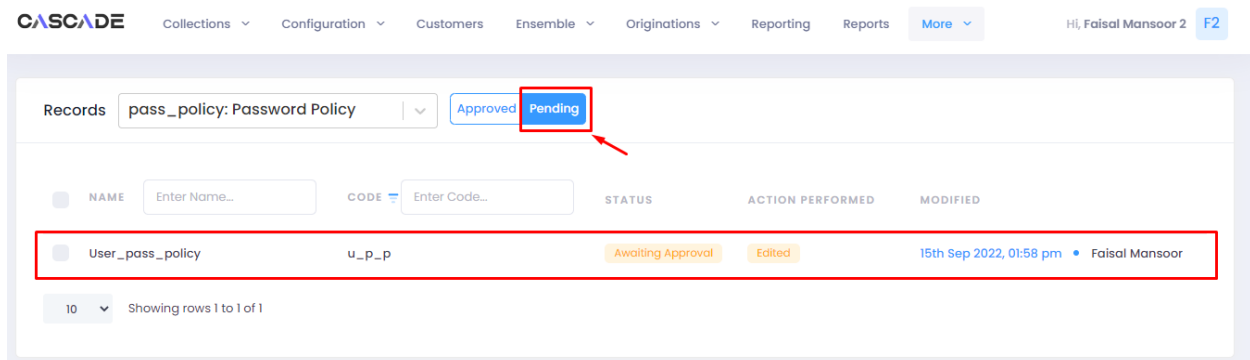 CASCADE Collections Configuration Customers Ensemble Originations Reporting Reports More Hi, Faisal Mansoor 2 F2
Records pass_policy: Password Policy Approved Pending
NAME Enter Name... CODE Enter Code... STATUS ACTION PERFORMED MODIFIED
User_pass_policy u_p_p Awaiting Approval Edited 15th Sep 2022, 01:58 pm • Faisal Mansoor
10 Showing rows 1 to 1 of 1